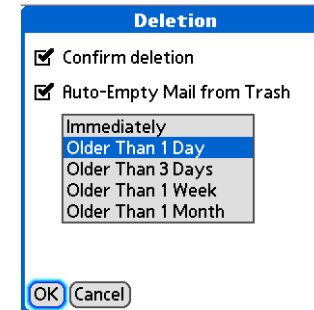 Deletion
Confirm deletion
Auto-Empty Mail from Trash
Immediately
Older Than 1 Day
Older Than 3 Days
Older Than 1 Week
Older Than 1 Month
OK Cancel